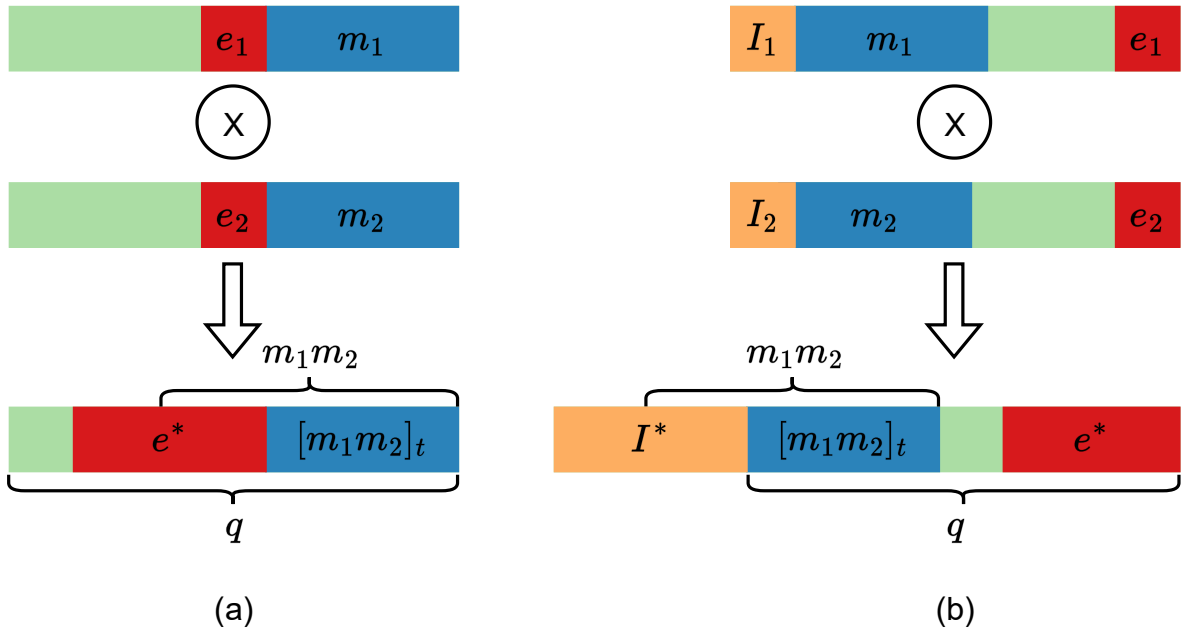 e₁ m₁
I₁ m₁ e₁
X
X
e₂ m₂
I₂ m₂ e₂
m₁m₂
m₁m₂
e* [m₁m₂]ₜ
I* [m₁m₂]ₜ e*
q
q
(a)
(b)